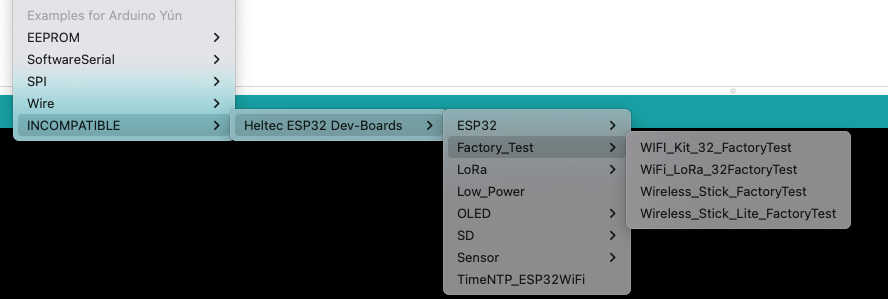 Examples for Arduino Yún
EEPROM
SoftwareSerial
SPI
Wire
INCOMPATIBLE
Heltec ESP32 Dev-Boards
ESP32
Factory_Test
LoRa
Low_Power
OLED
SD
Sensor
TimeNTP_ESP32WiFi
WIFI_Kit_32_FactoryTest
WiFi_LoRa_32FactoryTest
Wireless_Stick_FactoryTest
Wireless_Stick_Lite_FactoryTest